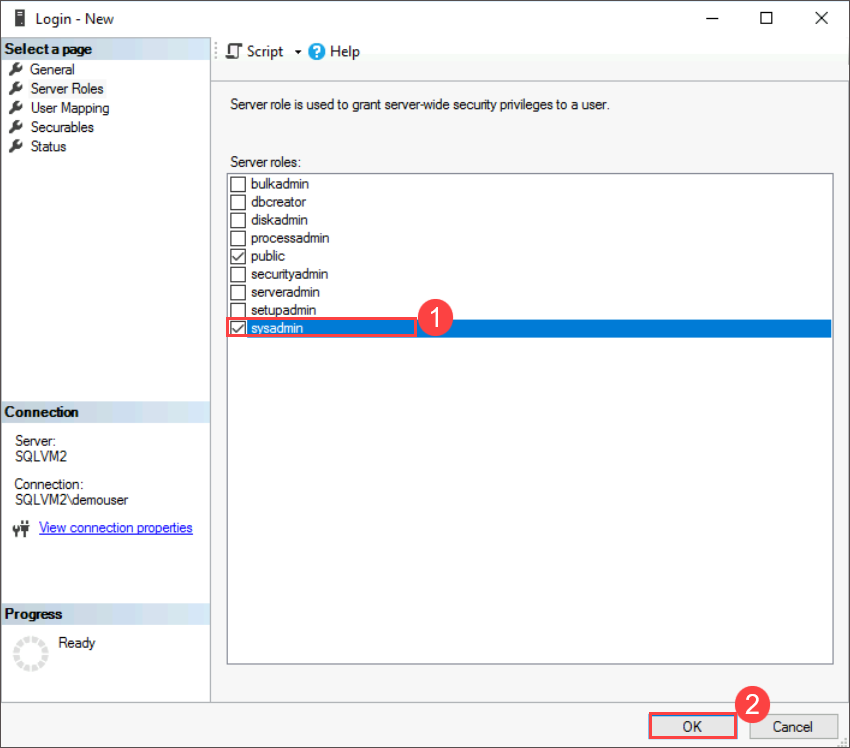 Login - New
Select a page
General
Server Roles
User Mapping
Securables
Status
Script
Help
Server role is used to grant server-wide security privileges to a user.
Server roles:
bulkadmin
dbcreator
diskadmin
processadmin
public
securityadmin
serveradmin
setupadmin
sysadmin
1
Connection
Server:
SQLVM2
Connection:
SQLVM2\demouser
View connection properties
Progress
Ready
2
OK
Cancel